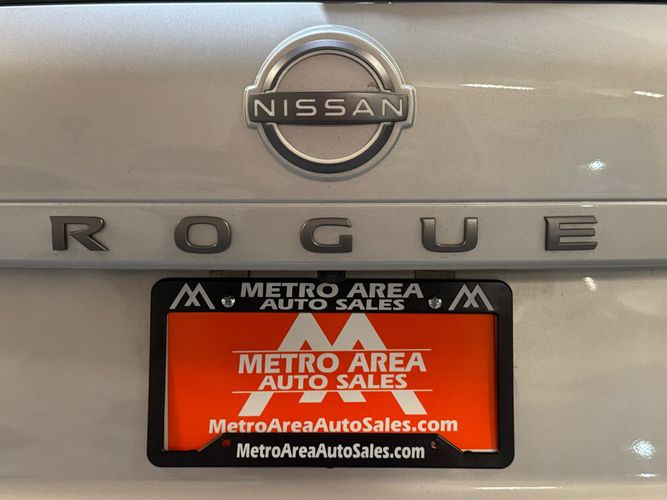 NISSAN
ROGUE
METRO AREA
AUTO SALES
METRO AREA
AUTO SALES
MetroAreaAutoSales.com
MetroAreaAutoSales.com